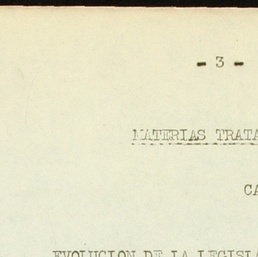 - 3 -
MATERIAS TRATA
CA
EVOLUCION DE LA LEGISLA